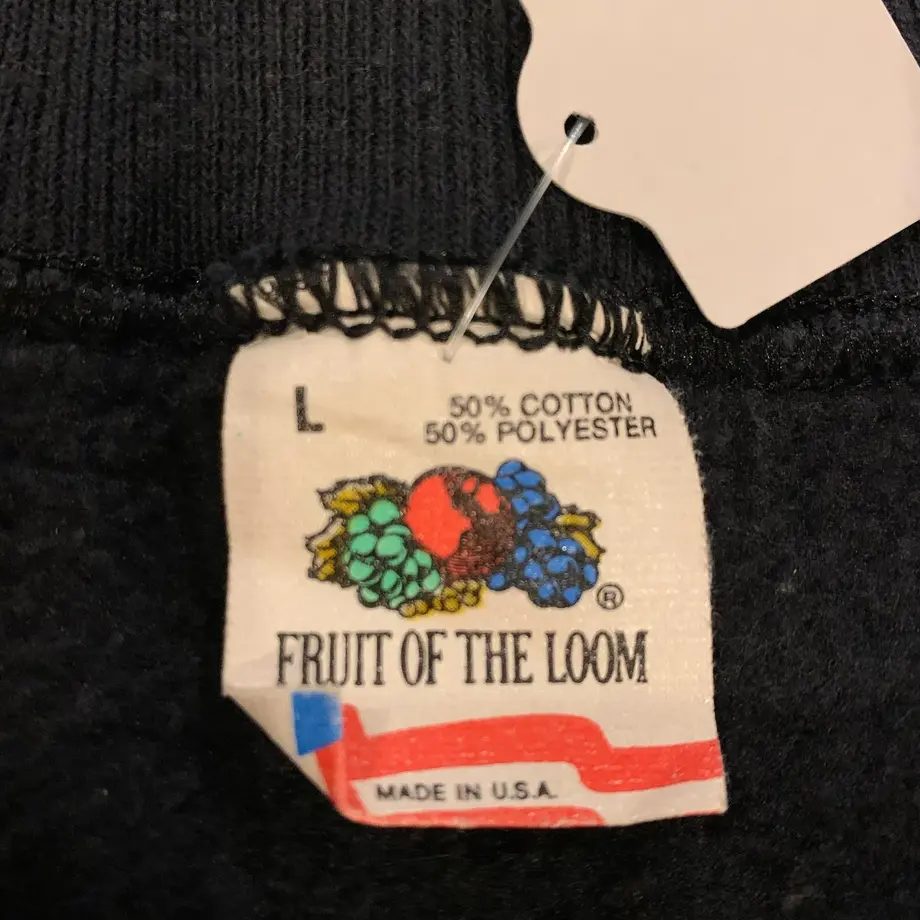 L
50% COTTON
50% POLYESTER
®
FRUIT OF THE LOOM
MADE IN U.S.A.